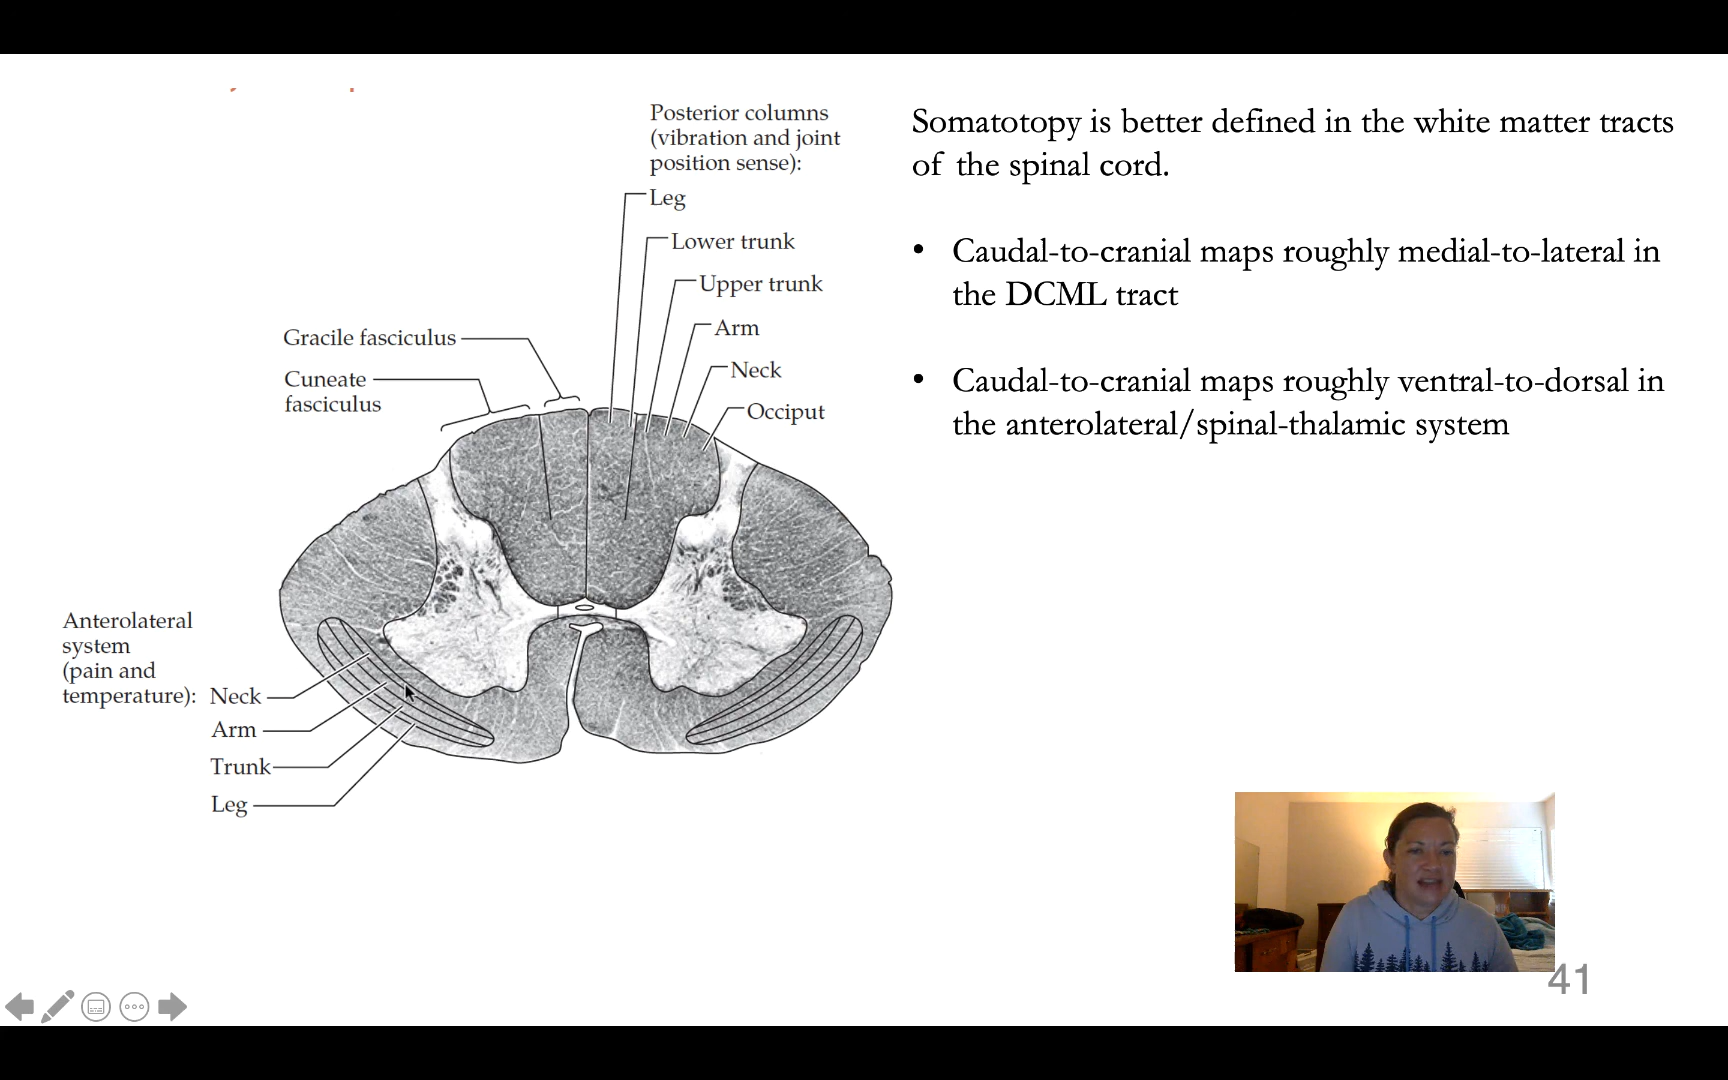 Posterior columns
(vibration and joint
position sense):
Leg
Lower trunk
Upper trunk
Arm
Neck
Occiput
Gracile fasciculus
Cuneate
fasciculus
Anterolateral
system
(pain and
temperature):
Neck
Arm
Trunk
Leg
Somatotopy is better defined in the white matter tracts
of the spinal cord.
• Caudal-to-cranial maps roughly medial-to-lateral in
the DCML tract
• Caudal-to-cranial maps roughly ventral-to-dorsal in
the anterolateral/spinal-thalamic system
41